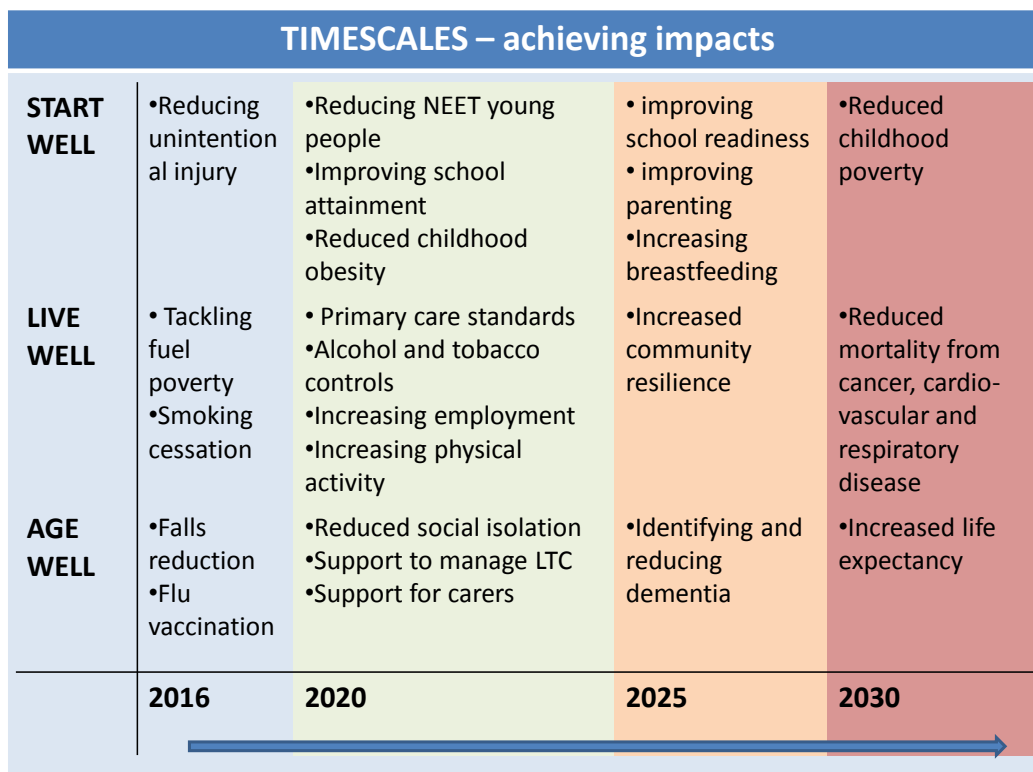 TIMESCALES – achieving impacts
START
WELL
•Reducing
unintention
al injury
•Reducing NEET young
people
•Improving school
attainment
•Reduced childhood
obesity
• improving
school readiness
• improving
parenting
•Increasing
breastfeeding
•Reduced
childhood
poverty
LIVE
WELL
• Tackling
fuel
poverty
•Smoking
cessation
• Primary care standards
•Alcohol and tobacco
controls
•Increasing employment
•Increasing physical
activity
•Increased
community
resilience
•Reduced
mortality from
cancer, cardio-
vascular and
respiratory
disease
AGE
WELL
•Falls
reduction
•Flu
vaccination
•Reduced social isolation
•Support to manage LTC
•Support for carers
•Identifying and
reducing
dementia
•Increased life
expectancy
2016
2020
2025
2030